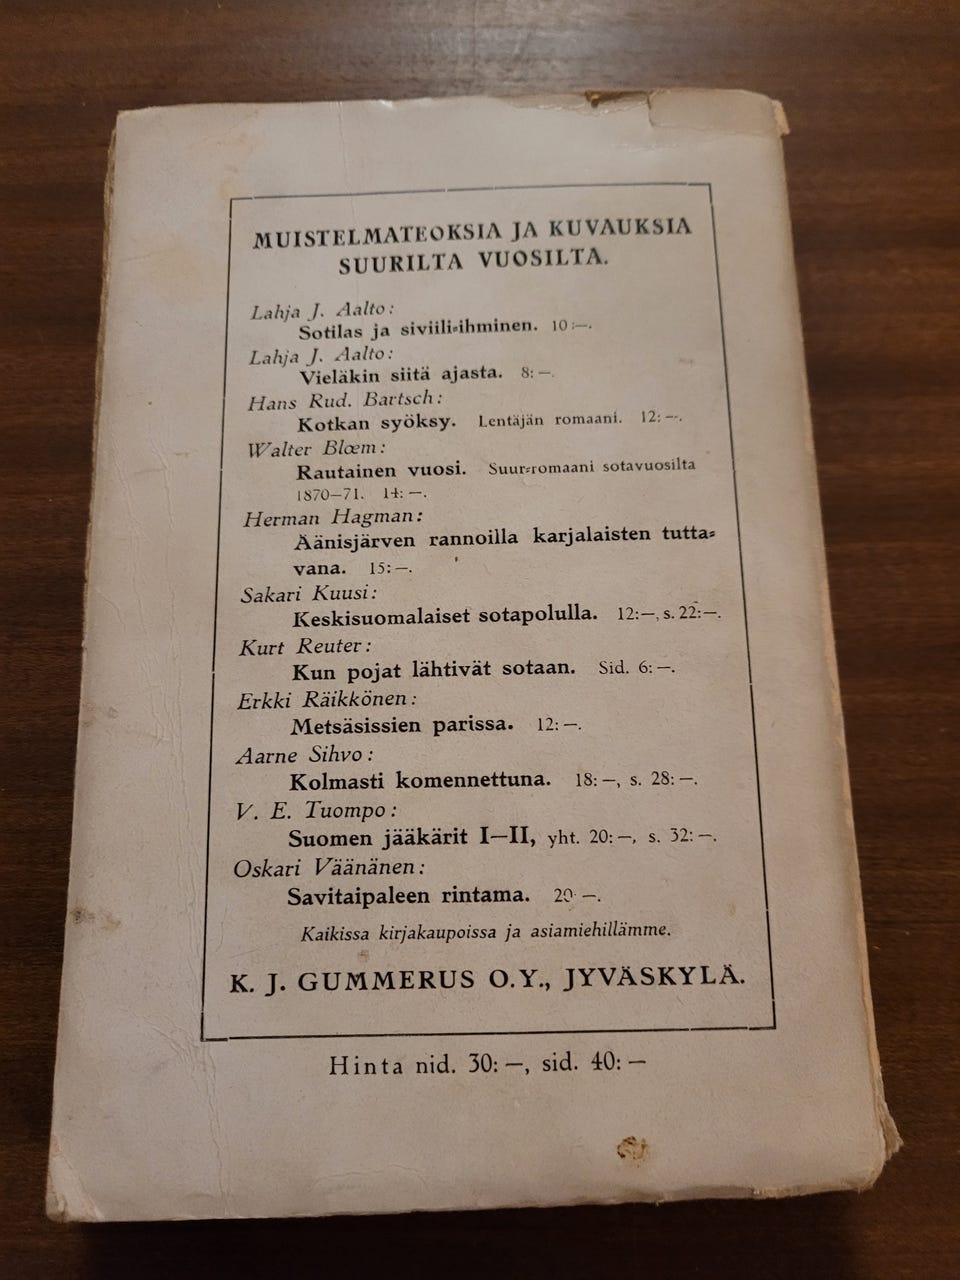 MUISTELMATEOKSIA JA KUVAUKSIA
SUURILTA VUOSILTA.
Lahja J. Aalto:
Sotilas ja siviili-ihminen. 10:—.
Lahja J. Aalto:
Vieläkin siitä ajasta. 8:—.
Hans Rud. Bartsch:
Kotkan syöksy. Lentäjän romaani. 12:—.
Walter Blœm:
Rautainen vuosi. Suur-romaani sotavuosilta
1870—71. 14:—.
Herman Hagman:
Äänisjärven rannoilla karjalaisten tutta-
vana. 15:—.
Sakari Kuusi:
Keskisuomalaiset sotapolulla. 12:—, s. 22:—.
Kurt Reuter:
Kun pojat lähtivät sotaan. Sid. 6:—.
Erkki Räikkönen:
Metsäsissien parissa. 12:—.
Aarne Sihvo:
Kolmasti komennettuna. 18:—, s. 28:—.
V. E. Tuompo:
Suomen jääkärit I—II, yht. 20:—, s. 32:—.
Oskari Väänänen:
Savitaipaleen rintama. 20:—.
Kaikissa kirjakaupoissa ja asiamiehillämme.
K. J. GUMMERUS O.Y., JYVÄSKYLÄ.
Hinta nid. 30:—, sid. 40:—